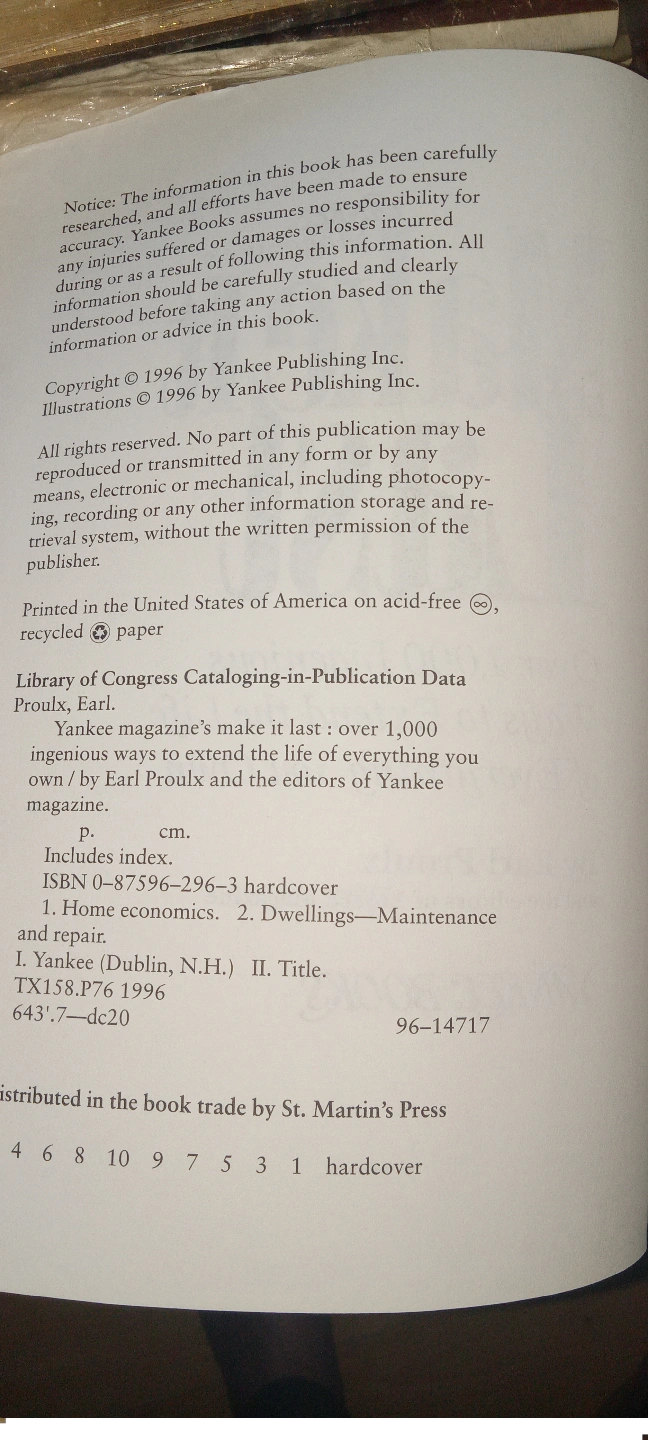 Notice: The information in this book has been carefully
researched, and all efforts have been made to ensure
accuracy. Yankee Books assumes no responsibility for
any injuries suffered or damages or losses incurred
during or as a result of following this information. All
information should be carefully studied and clearly
understood before taking any action based on the
information or advice in this book.
Copyright © 1996 by Yankee Publishing Inc.
Illustrations © 1996 by Yankee Publishing Inc.
All rights reserved. No part of this publication may be
reproduced or transmitted in any form or by any
means, electronic or mechanical, including photocopy-
ing, recording or any other information storage and re-
trieval system, without the written permission of the
publisher.
Printed in the United States of America on acid-free ♾,
recycled ♻ paper
Library of Congress Cataloging-in-Publication Data
Proulx, Earl.
Yankee magazine's make it last : over 1,000
ingenious ways to extend the life of everything you
own / by Earl Proulx and the editors of Yankee
magazine.
p. cm.
Includes index.
ISBN 0–87596–296–3 hardcover
1. Home economics. 2. Dwellings—Maintenance
and repair.
I. Yankee (Dublin, N.H.) II. Title.
TX158.P76 1996
643'.7—dc20 96–14717
istributed in the book trade by St. Martin's Press
4 6 8 10 9 7 5 3 1 hardcover